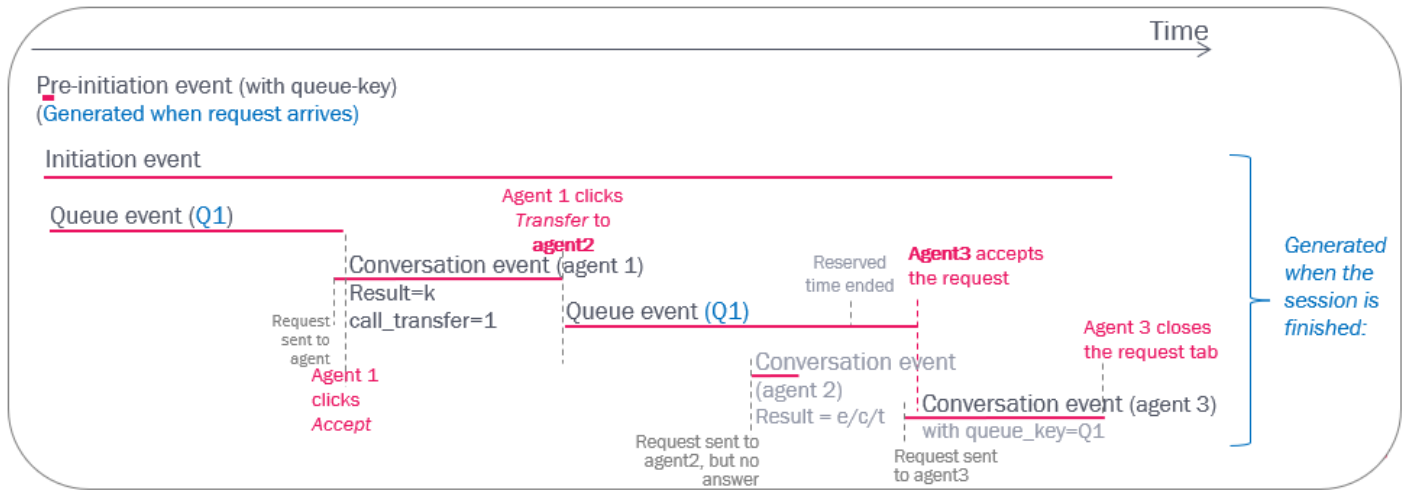 Time
Pre-initiation event (with queue-key)
(Generated when request arrives)
Initiation event
Queue event (Q1)
Agent 1 clicks
Transfer to
agent2
Conversation event (agent 1)
Result=k
call_transfer=1
Request
sent to
agent
Agent 1
clicks
Accept
Queue event (Q1)
Reserved
time ended
Agent3 accepts
the request
Conversation event
(agent 2)
Result = e/c/t
Request sent to
agent2, but no
answer
Agent 3 closes
the request tab
Conversation event (agent 3)
with queue_key=Q1
Request sent
to agent3
Generated
when the
session is
finished: